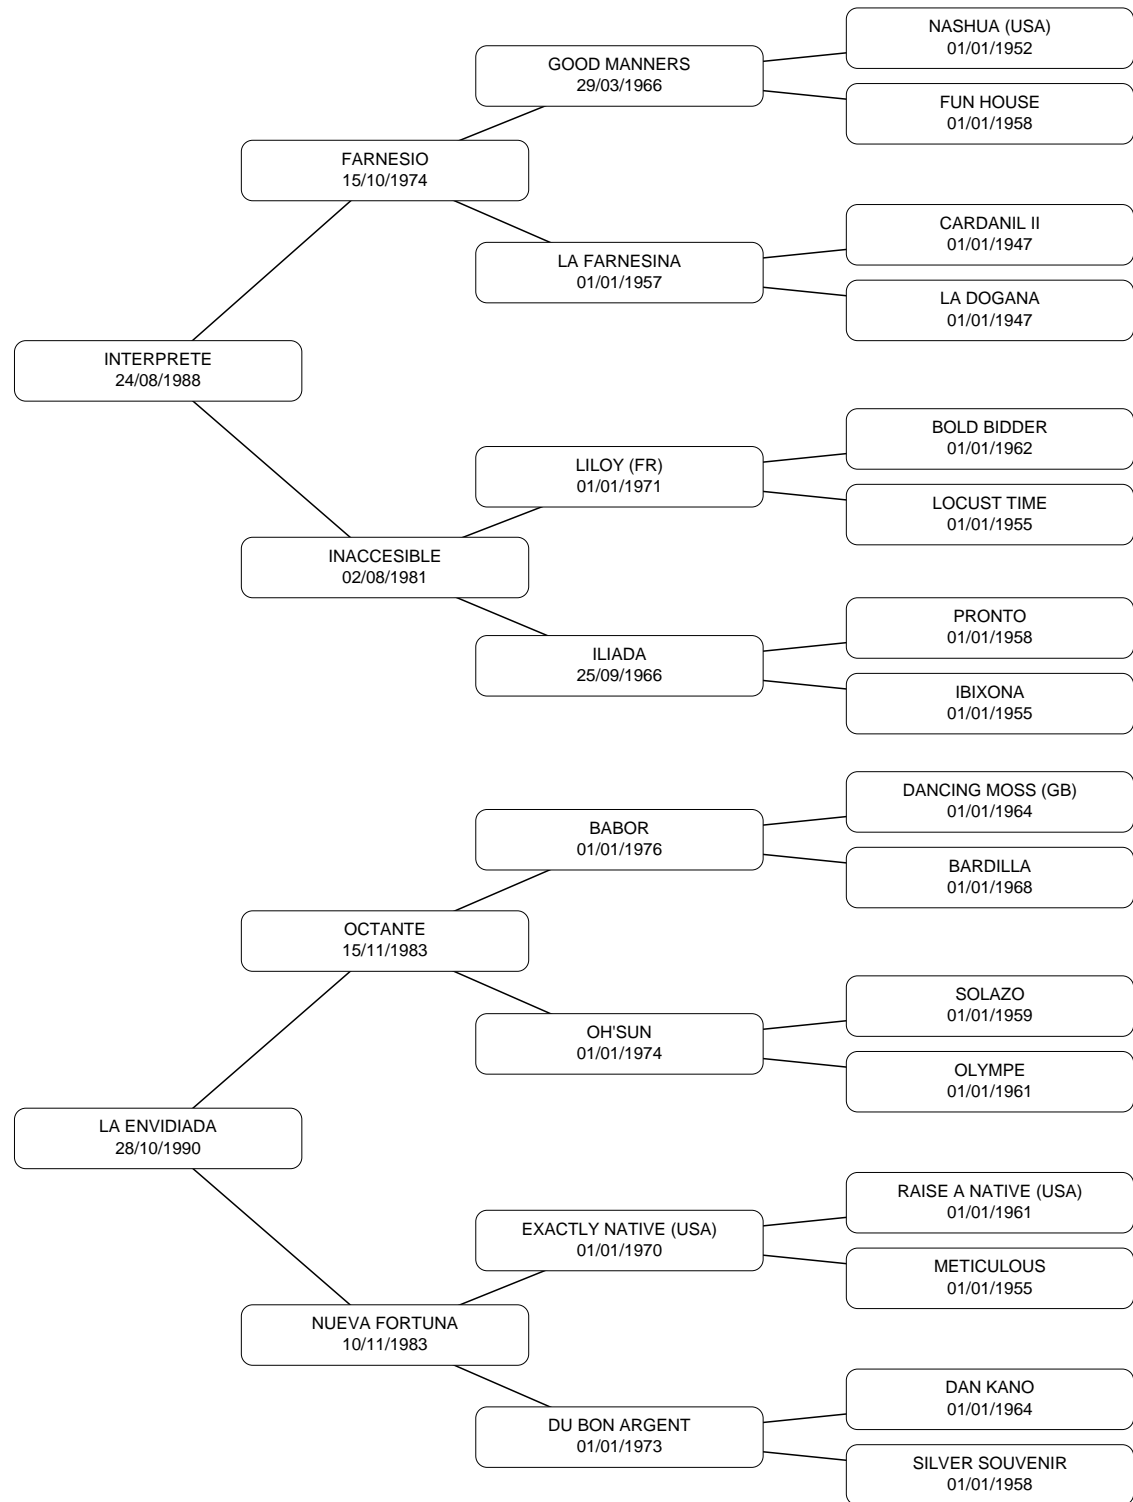 NASHUA (USA)
01/01/1952
GOOD MANNERS
29/03/1966
FUN HOUSE
01/01/1958
FARNESIO
15/10/1974
CARDANIL II
01/01/1947
LA FARNESINA
01/01/1957
LA DOGANA
01/01/1947
INTERPRETE
24/08/1988
BOLD BIDDER
01/01/1962
LILOY (FR)
01/01/1971
LOCUST TIME
01/01/1955
INACCESIBLE
02/08/1981
PRONTO
01/01/1958
ILIADA
25/09/1966
IBIXONA
01/01/1955
DANCING MOSS (GB)
01/01/1964
BABOR
01/01/1976
BARDILLA
01/01/1968
OCTANTE
15/11/1983
SOLAZO
01/01/1959
OH'SUN
01/01/1974
OLYMPE
01/01/1961
LA ENVIDIADA
28/10/1990
RAISE A NATIVE (USA)
01/01/1961
EXACTLY NATIVE (USA)
01/01/1970
METICULOUS
01/01/1955
NUEVA FORTUNA
10/11/1983
DAN KANO
01/01/1964
DU BON ARGENT
01/01/1973
SILVER SOUVENIR
01/01/1958